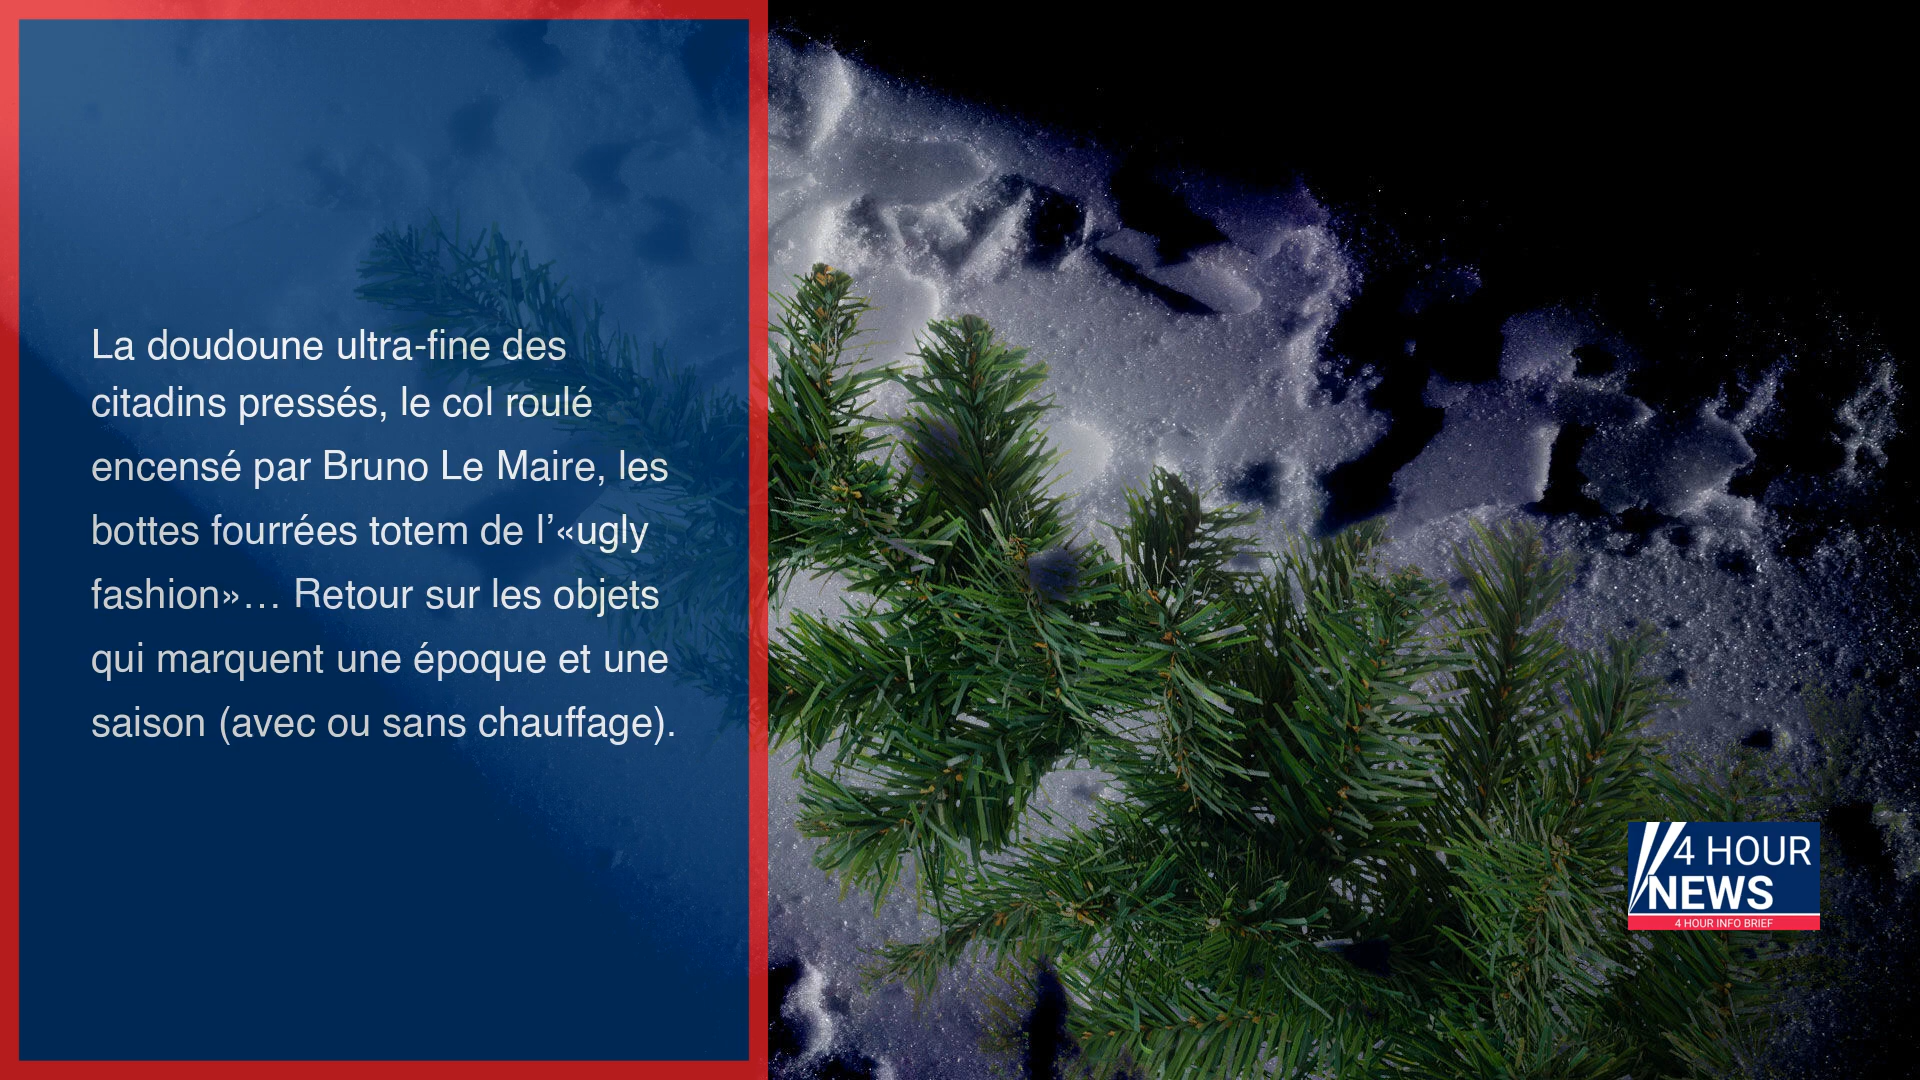 La doudoune ultra-fine des
citadins pressés, le col roulé
encensé par Bruno Le Maire, les
bottes fourrées totem de l’«ugly
fashion»… Retour sur les objets
qui marquent une époque et une
saison (avec ou sans chauffage).
4 HOUR
NEWS
4 HOUR INFO BRIEF